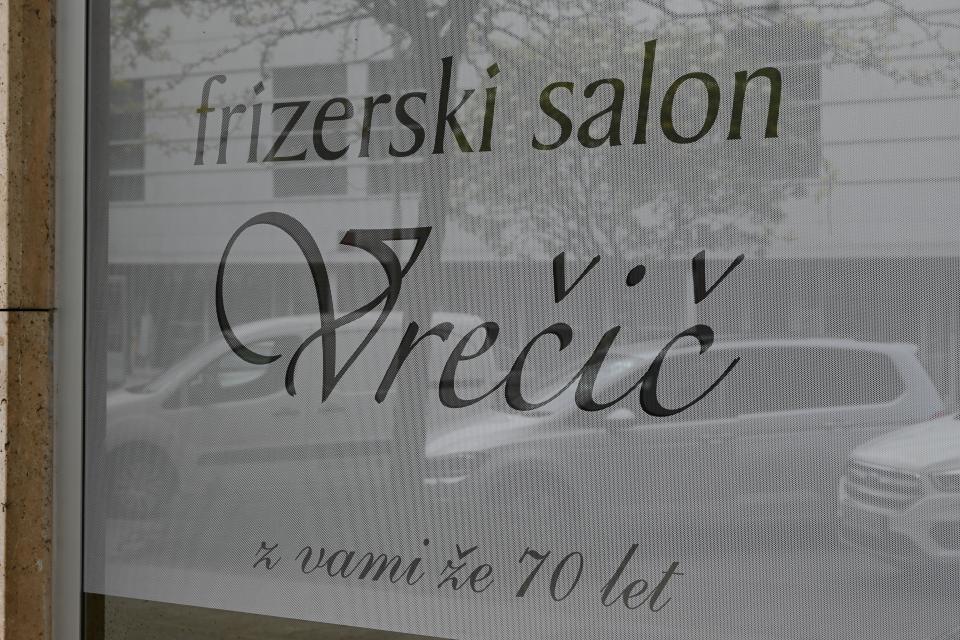 frizerski salon
Vrečič
z vami že 70 let